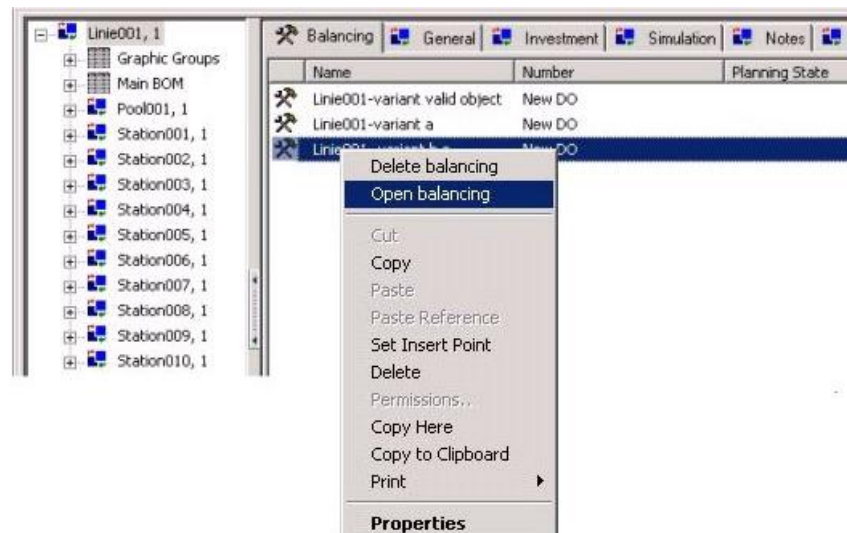 Linie001, 1
Graphic Groups
Main BOM
Pool001, 1
Station001, 1
Station002, 1
Station003, 1
Station004, 1
Station005, 1
Station006, 1
Station007, 1
Station008, 1
Station009, 1
Station010, 1
Balancing General Investment Simulation Notes
Name Number Planning State
Linie001-variant valid object New DO
Linie001-variant a New DO
New DO
Delete balancing
Open balancing
Cut
Copy
Paste
Paste Reference
Set Insert Point
Delete
Permissions..
Copy Here
Copy to Clipboard
Print
Properties